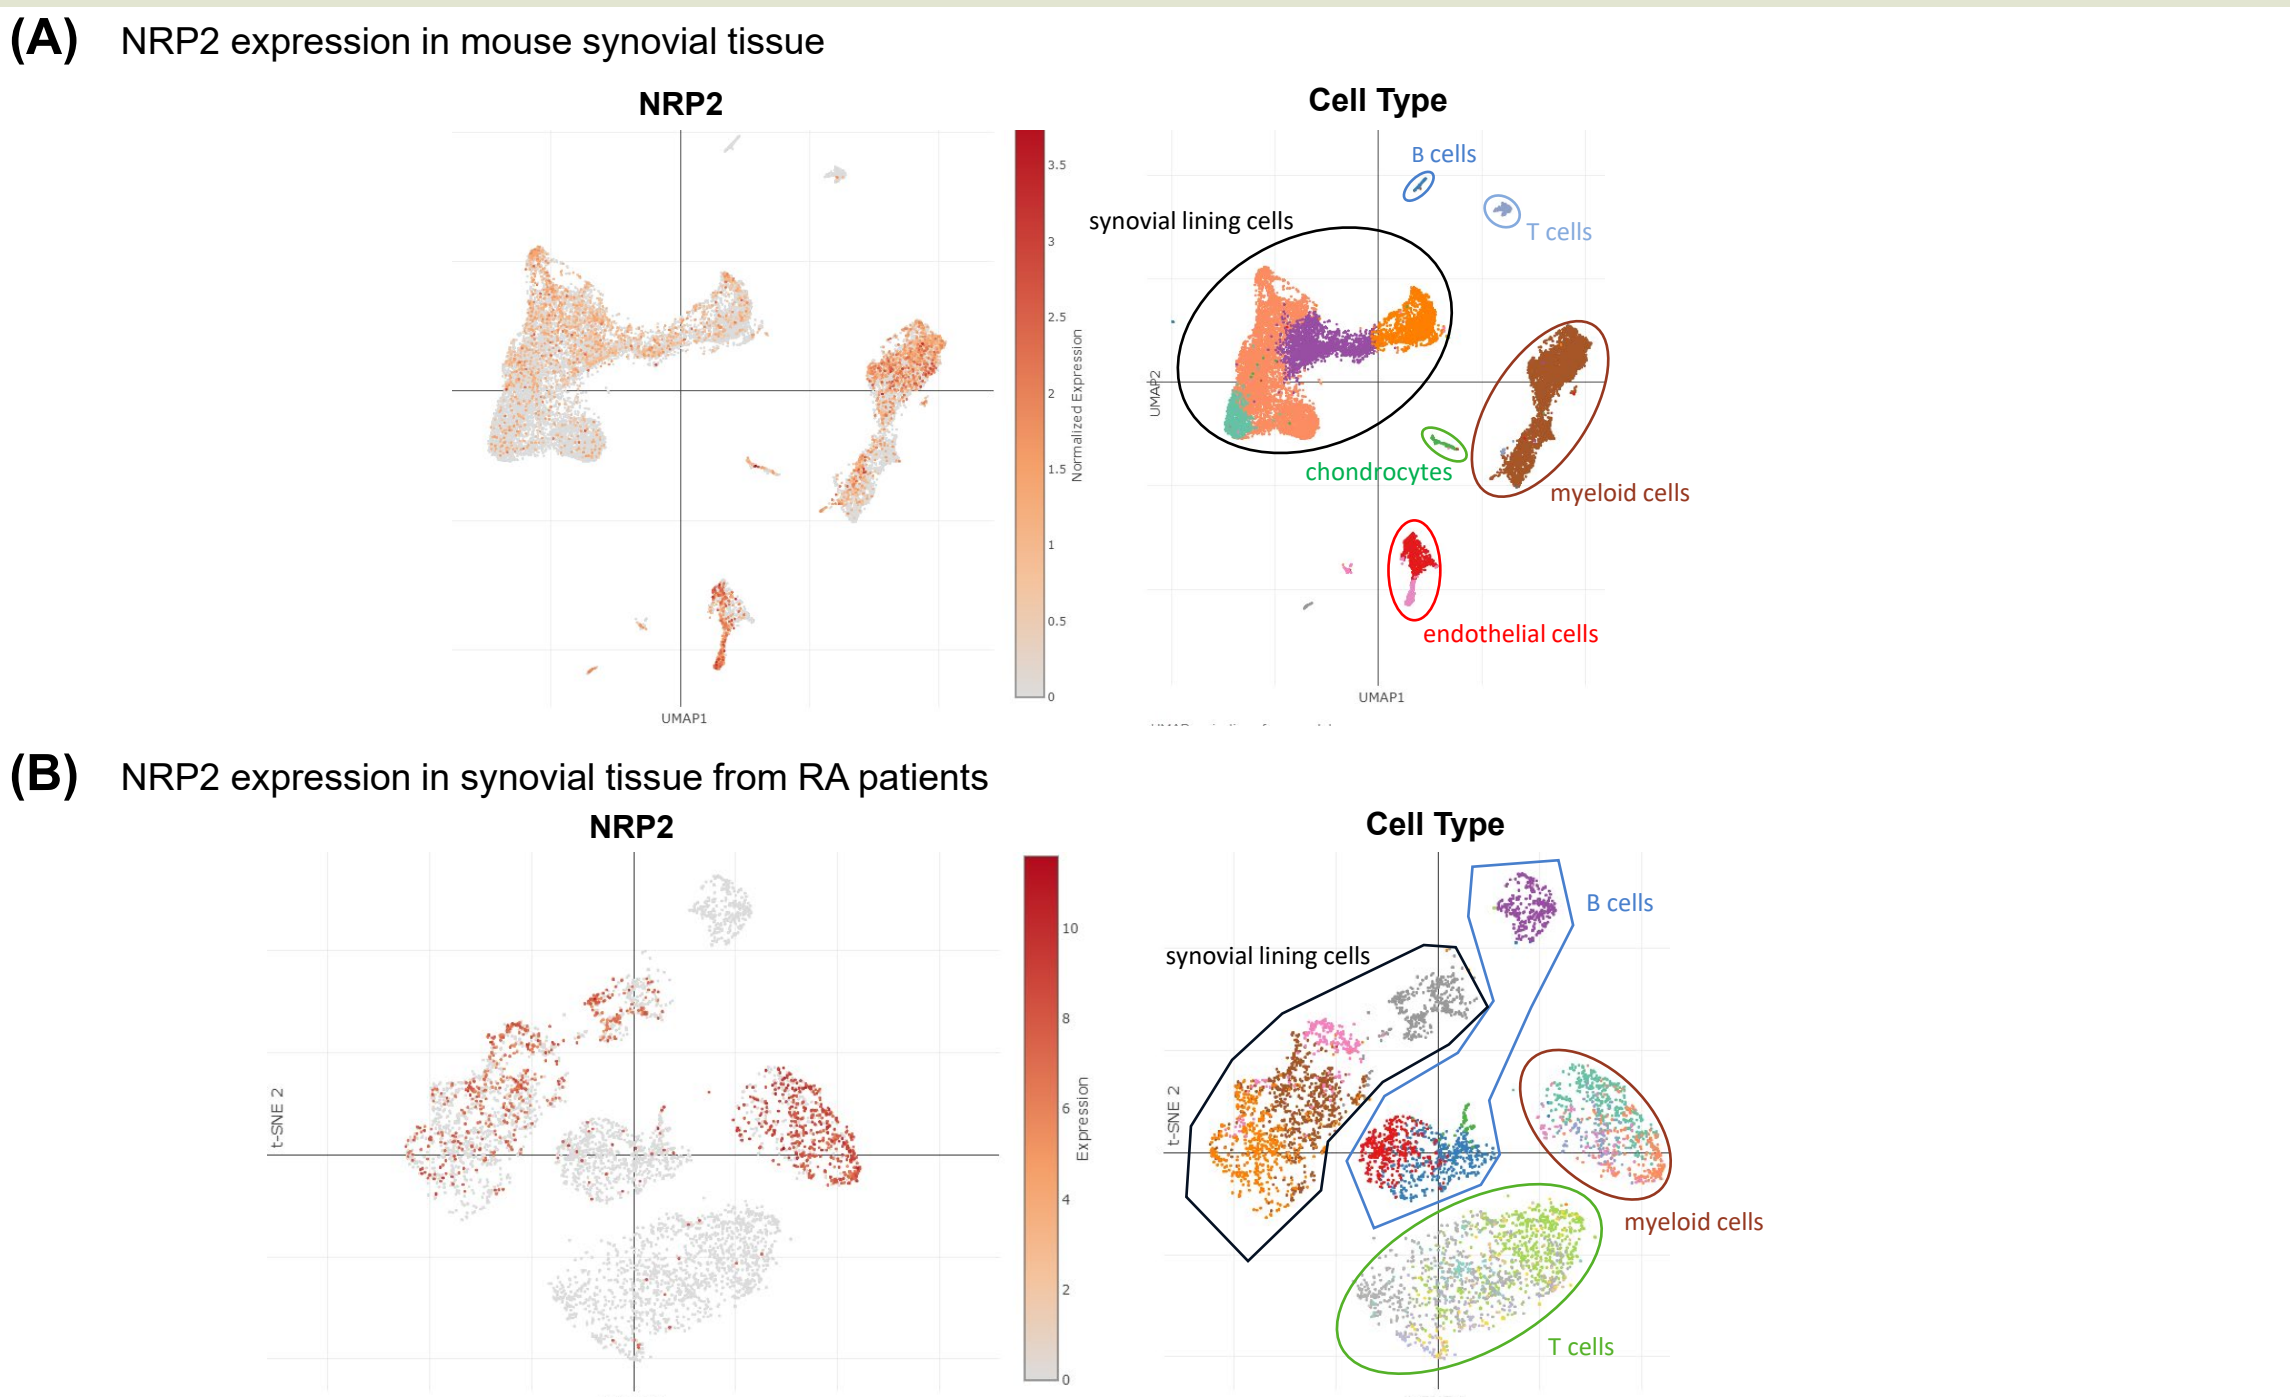 (A) NRP2 expression in mouse synovial tissue
NRP2
Cell Type
3.5
3
2.5
2
1.5
1
0.5
0
Normalized Expression
UMAP1
B cells
T cells
synovial lining cells
UMAP2
chondrocytes
myeloid cells
endothelial cells
UMAP1
(B) NRP2 expression in synovial tissue from RA patients
NRP2
Cell Type
t-SNE 2
10
8
6
4
2
0
Expression
B cells
synovial lining cells
t-SNE 2
myeloid cells
T cells